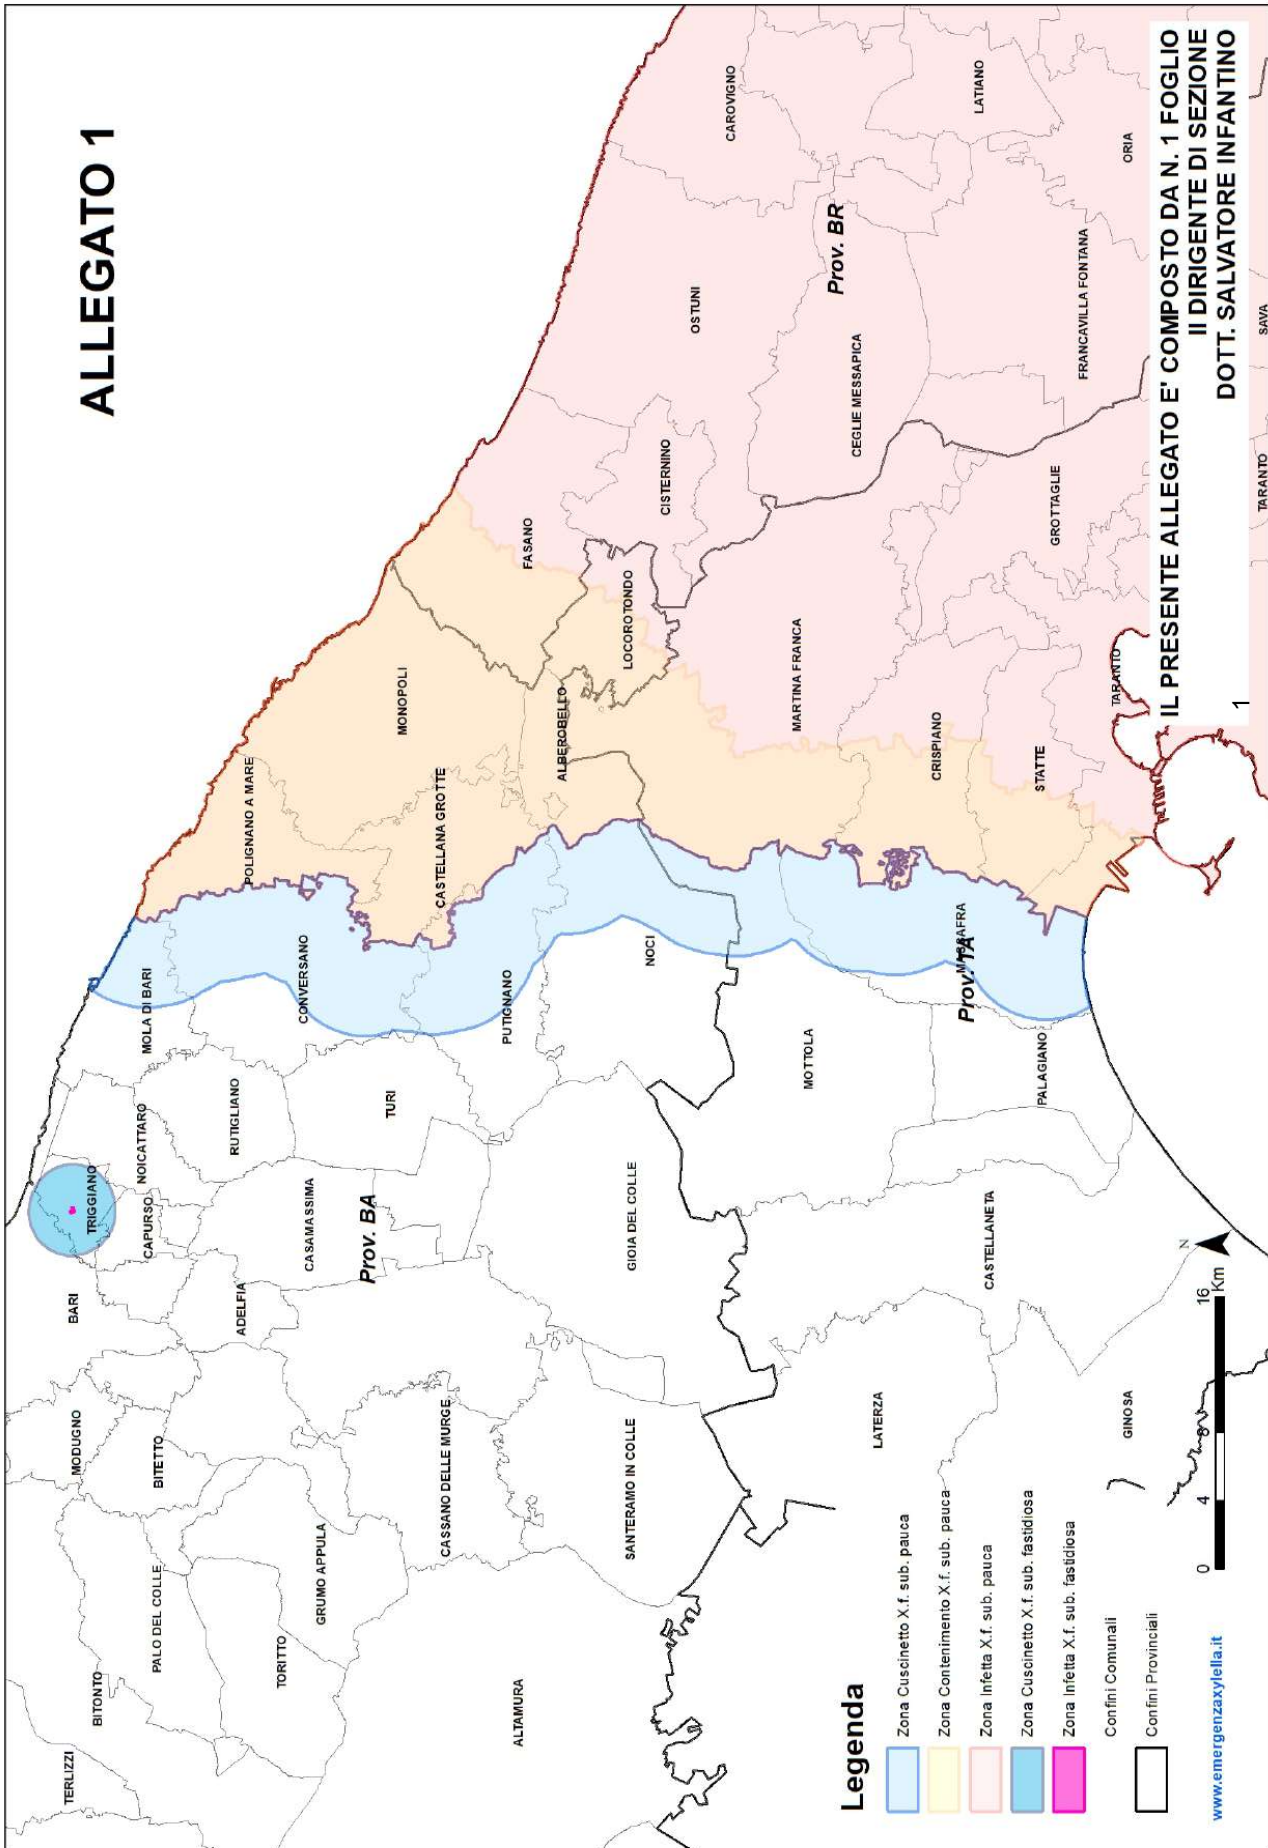 ALLEGATO 1
TERLIZZI
BITONTO
MODUGNO
BARI
TRIGGIANO
PALO DEL COLLE
BITETTO
CAPURSO
NOICATTARO
MOLA DI BARI
POLIGNANO A MARE
TORITTO
GRUMO APPULA
ADELFIA
CASAMASSIMA
RUTIGLIANO
CONVERSANO
Prov. BA
TURI
MONOPOLI
CASTELLANA GROTTE
CASSANO DELLE MURGE
ALTAMURA
PUTIGNANO
ALBEROBELLO
FASANO
SANTERAMO IN COLLE
GIOIA DEL COLLE
NOCI
LOCOROTONDO
CISTERNINO
OSTUNI
CAROVIGNO
MOTTOLA
MARTINA FRANCA
CEGLIE MESSAPICA
Prov. BR
LATERZA
CASTELLANETA
Prov. TA
MASSAFRA
CRISPIANO
LATIANO
PALAGIANO
STATTE
GROTTAGLIE
FRANCAVILLA FONTANA
ORIA
GINOSA
TARANTO
TARANTO
SAVA
Legenda
Zona Cuscinetto X.f. sub. pauca
Zona Contenimento X.f. sub. pauca
Zona Infetta X.f. sub. pauca
Zona Cuscinetto X.f. sub. fastidiosa
Zona Infetta X.f. sub. fastidiosa
Confini Comunali
Confini Provinciali
www.emergenzaxylella.it
N
0 4 8 16
Km
IL PRESENTE ALLEGATO E' COMPOSTO DA N. 1 FOGLIO
Il DIRIGENTE DI SEZIONE
DOTT. SALVATORE INFANTINO
1